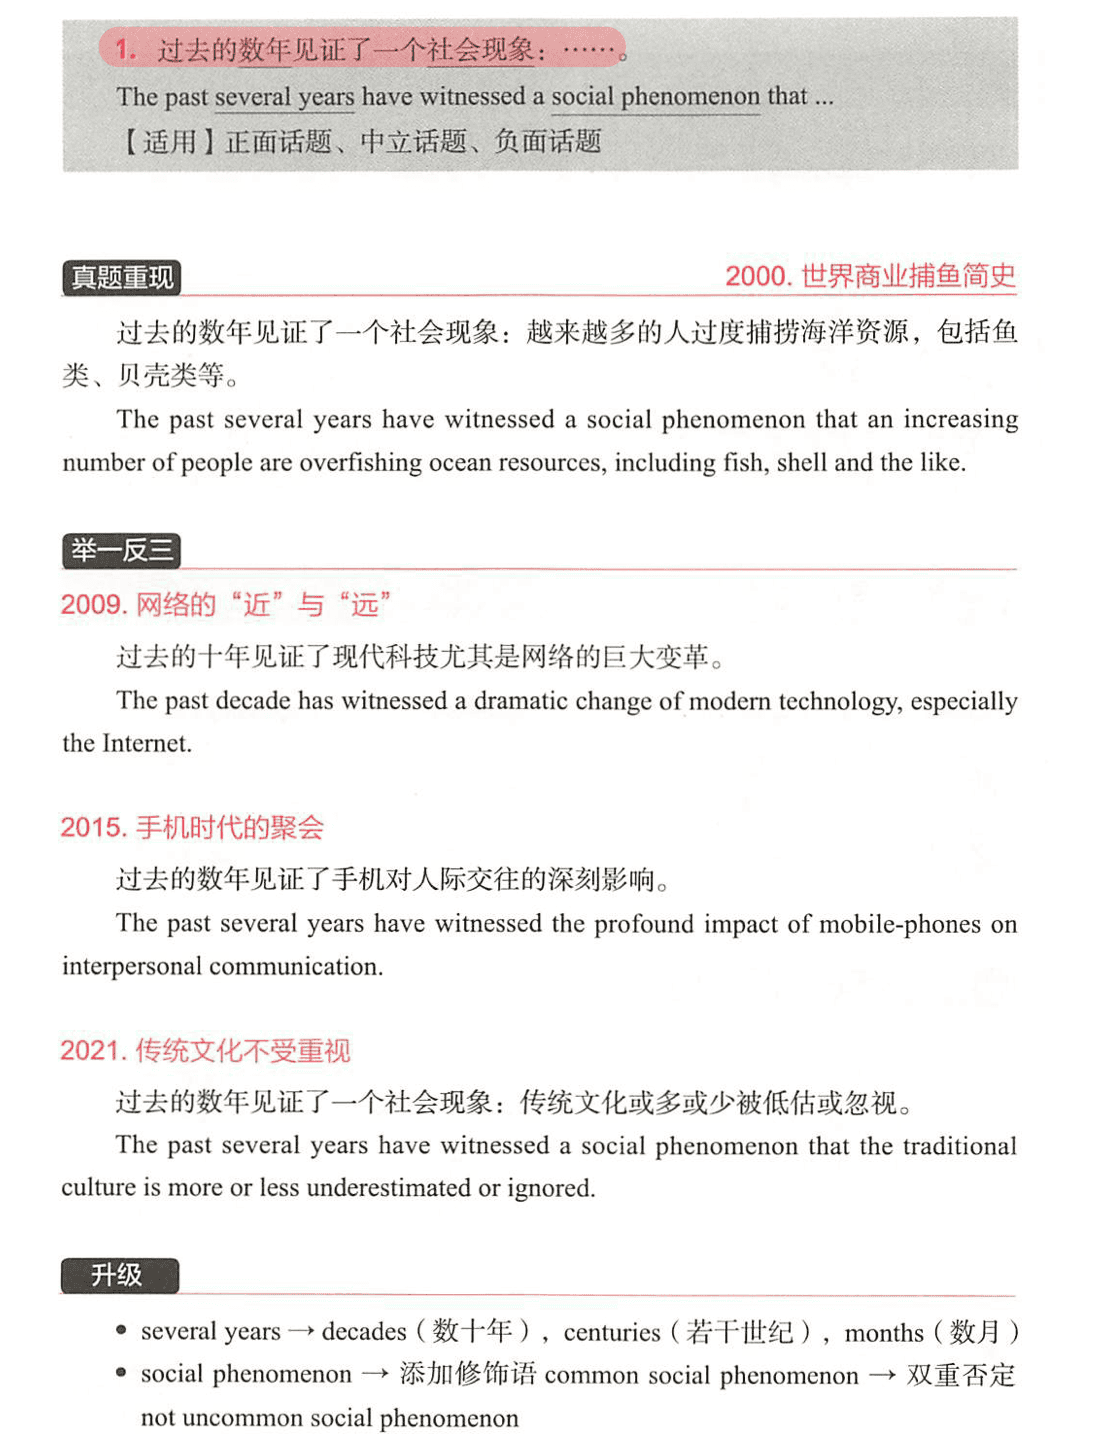 1. 过去的数年见证了一个社会现象：……。
The past several years have witnessed a social phenomenon that ...
【适用】正面话题、中立话题、负面话题
真题重现
2000. 世界商业捕鱼简史
过去的数年见证了一个社会现象：越来越多的人过度捕捞海洋资源，包括鱼
类、贝壳类等。
The past several years have witnessed a social phenomenon that an increasing
number of people are overfishing ocean resources, including fish, shell and the like.
举一反三
2009. 网络的“近”与“远”
过去的十年见证了现代科技尤其是网络的巨大变革。
The past decade has witnessed a dramatic change of modern technology, especially
the Internet.
2015. 手机时代的聚会
过去的数年见证了手机对人际交往的深刻影响。
The past several years have witnessed the profound impact of mobile-phones on
interpersonal communication.
2021. 传统文化不受重视
过去的数年见证了一个社会现象：传统文化或多或少被低估或忽视。
The past several years have witnessed a social phenomenon that the traditional
culture is more or less underestimated or ignored.
升级
• several years → decades（数十年），centuries（若干世纪），months（数月）
• social phenomenon → 添加修饰语 common social phenomenon → 双重否定
not uncommon social phenomenon